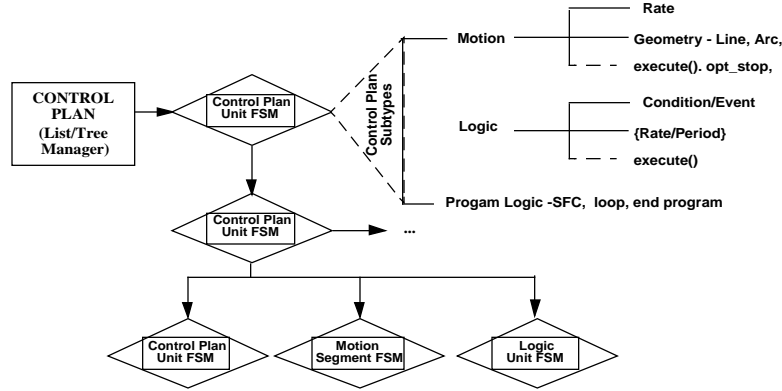 CONTROL
PLAN
(List/Tree
Manager)
Control Plan
Unit FSM
Control Plan
Subtypes
Motion
Rate
Geometry - Line, Arc,
execute(). opt_stop,
Logic
Condition/Event
{Rate/Period}
execute()
Progam Logic -SFC, loop, end program
Control Plan
Unit FSM
...
Control Plan
Unit FSM
Motion
Segment FSM
Logic
Unit FSM